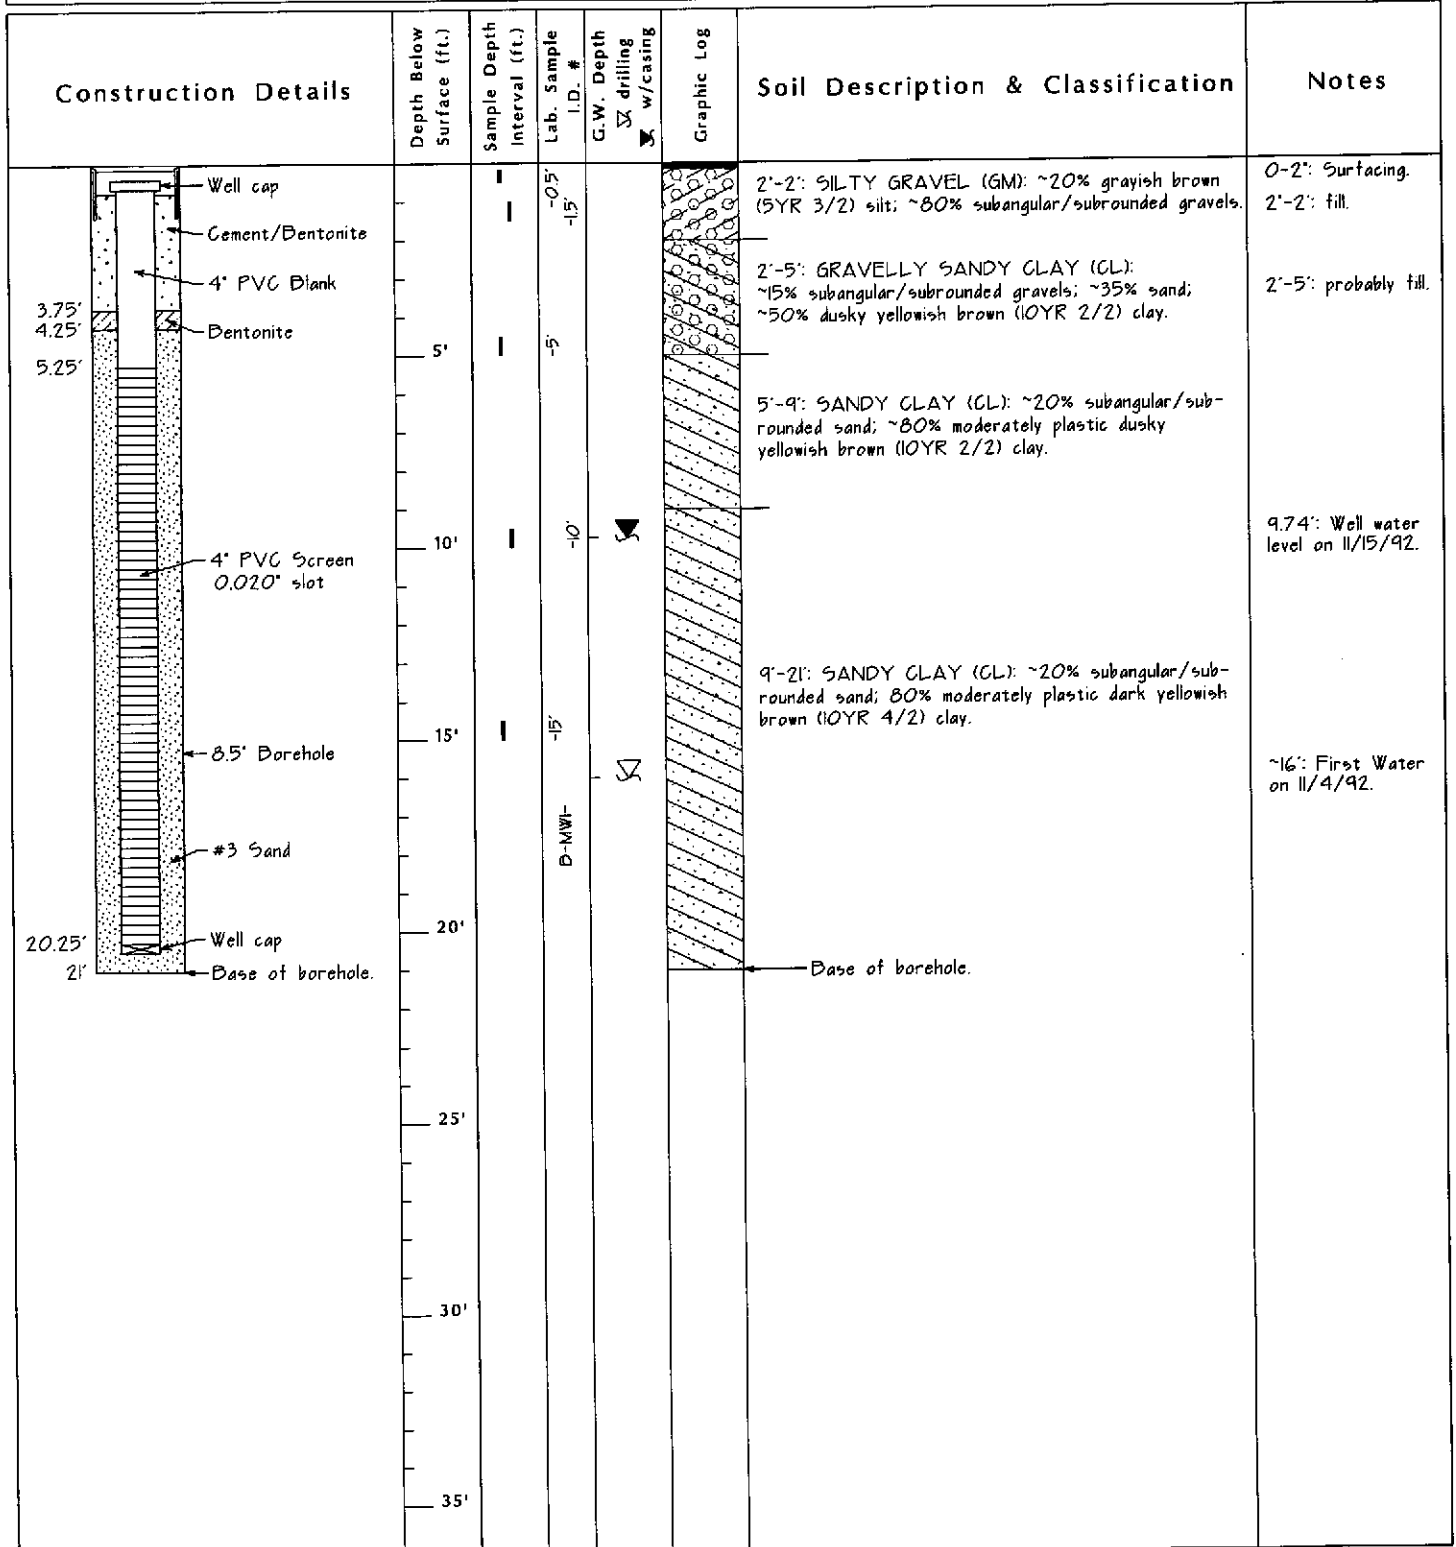 Construction Details
Depth Below
Surface (ft.)
Sample Depth
Interval (ft.)
Lab. Sample
I.D. #
G.W. Depth
drilling
w/casing
Graphic Log
Soil Description & Classification
Notes
Well cap
Cement/Bentonite
4" PVC Blank
3.75'
4.25'
Bentonite
5.25'
4" PVC Screen
0.020" slot
8.5" Borehole
#3 Sand
20.25'
Well cap
21'
Base of borehole.
5'
10'
15'
20'
25'
30'
35'
-0.5'
-1.5'
-5'
-10'
-15'
B-MW1-
2"-2': SILTY GRAVEL (GM): ~20% grayish brown
(5YR 3/2) silt; ~80% subangular/subrounded gravels.
2'-5': GRAVELLY SANDY CLAY (CL):
~15% subangular/subrounded gravels; ~35% sand;
~50% dusky yellowish brown (10YR 2/2) clay.
5'-9': SANDY CLAY (CL): ~20% subangular/sub-
rounded sand; ~80% moderately plastic dusky
yellowish brown (10YR 2/2) clay.
9'-21': SANDY CLAY (CL): ~20% subangular/sub-
rounded sand; 80% moderately plastic dark yellowish
brown (10YR 4/2) clay.
Base of borehole.
0-2": Surfacing.
2"-2': fill.
2'-5': probably fill.
9.74': Well water
level on 11/15/92.
~16': First Water
on 11/4/92.